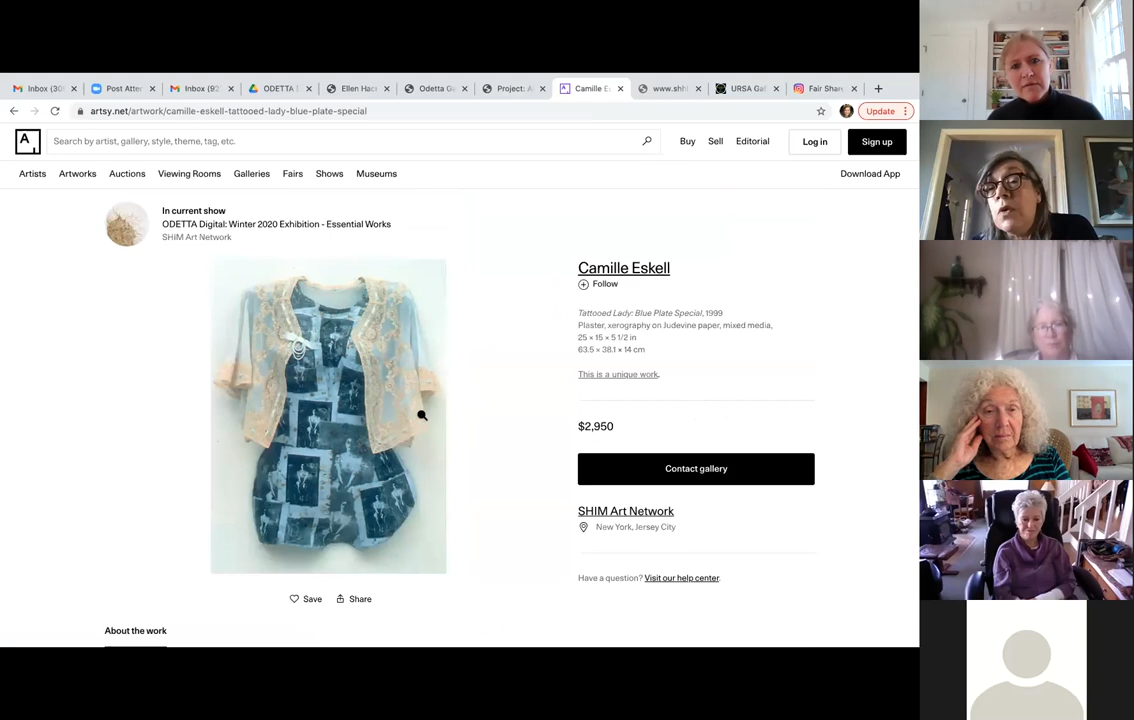 Inbox (30
Post Atte
Inbox (92
ODETTA
Ellen Hac
Odetta Ga
Project: A
Camille Es
www.shh
URSA Gal
Fair Share
artsy.net/artwork/camille-eskell-tattooed-lady-blue-plate-special
Update
A
Search by artist, gallery, style, theme, tag, etc.
Buy Sell Editorial Log in Sign up
Artists Artworks Auctions Viewing Rooms Galleries Fairs Shows Museums Download App
In current show
ODETTA Digital: Winter 2020 Exhibition - Essential Works
SHIM Art Network
Camille Eskell
Follow
Tattooed Lady: Blue Plate Special, 1999
Plaster, xerography on Judevine paper, mixed media,
25 × 15 × 5 1/2 in
63.5 × 38.1 × 14 cm
This is a unique work.
$2,950
Contact gallery
SHIM Art Network
New York, Jersey City
Have a question? Visit our help center.
Save Share
About the work